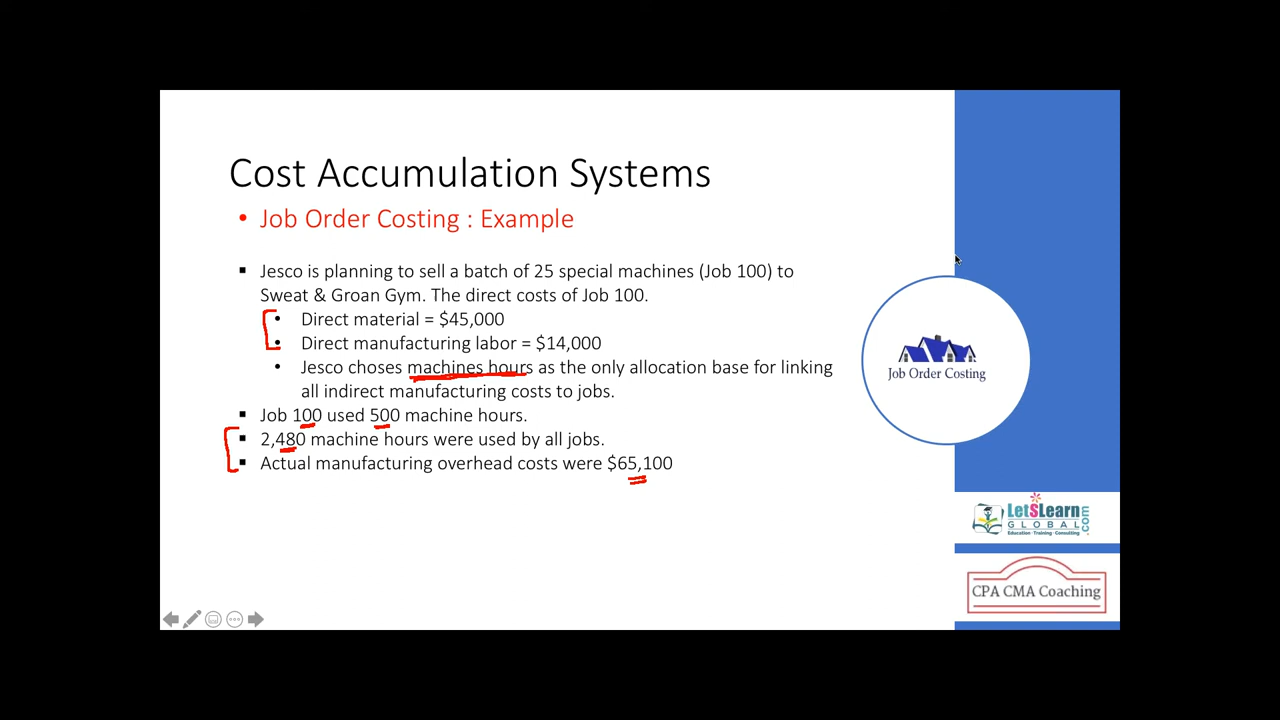 Cost Accumulation Systems
• Job Order Costing : Example
▪ Jesco is planning to sell a batch of 25 special machines (Job 100) to
Sweat & Groan Gym. The direct costs of Job 100.
• Direct material = $45,000
• Direct manufacturing labor = $14,000
• Jesco choses machines hours as the only allocation base for linking
all indirect manufacturing costs to jobs.
▪ Job 100 used 500 machine hours.
▪ 2,480 machine hours were used by all jobs.
▪ Actual manufacturing overhead costs were $65,100
Job Order Costing
LetSLearn
GLOBAL
.com
Education · Training · Consulting
CPA CMA Coaching